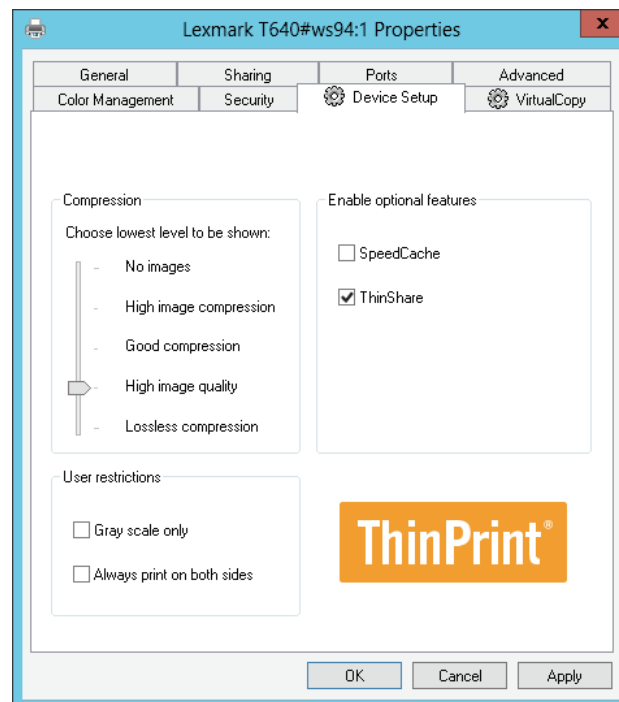 Lexmark T640#ws94:1 Properties
x
General Sharing Ports Advanced
Color Management Security Device Setup VirtualCopy
Compression
Choose lowest level to be shown:
No images
High image compression
Good compression
High image quality
Lossless compression
Enable optional features
SpeedCache
ThinShare
User restrictions
Gray scale only
Always print on both sides
ThinPrint®
OK Cancel Apply